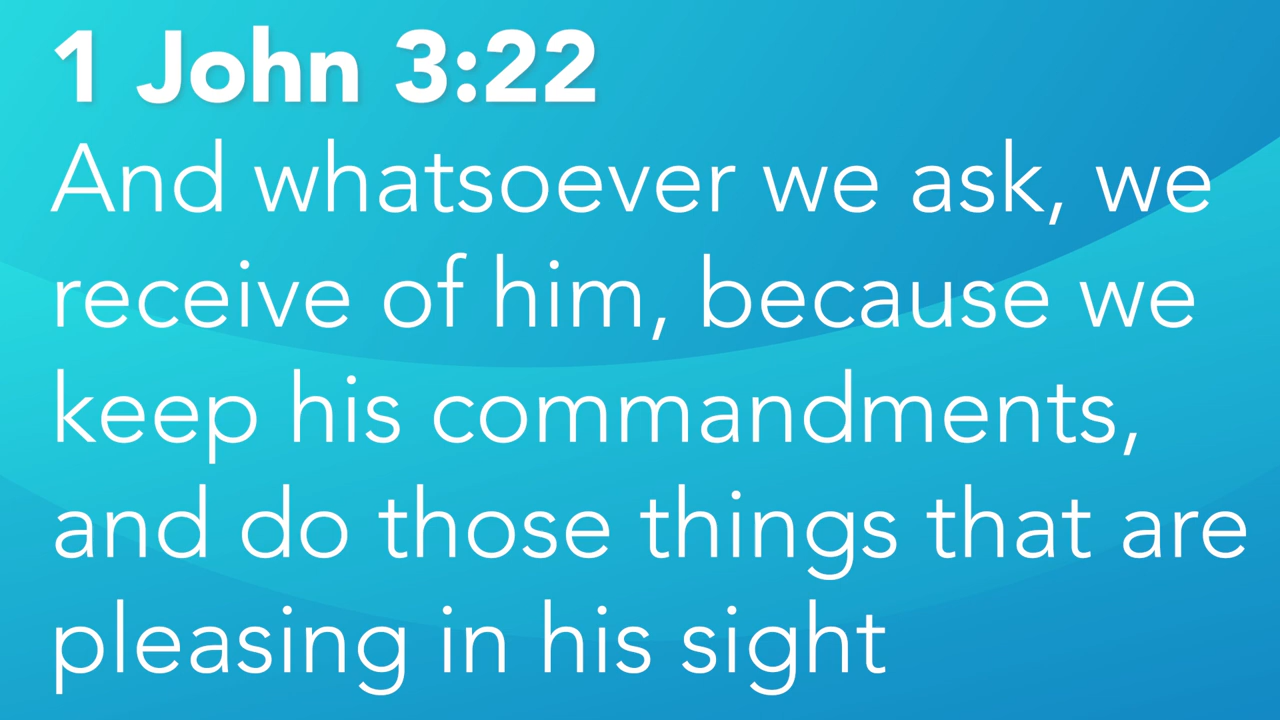 1 John 3:22
And whatsoever we ask, we
receive of him, because we
keep his commandments,
and do those things that are
pleasing in his sight